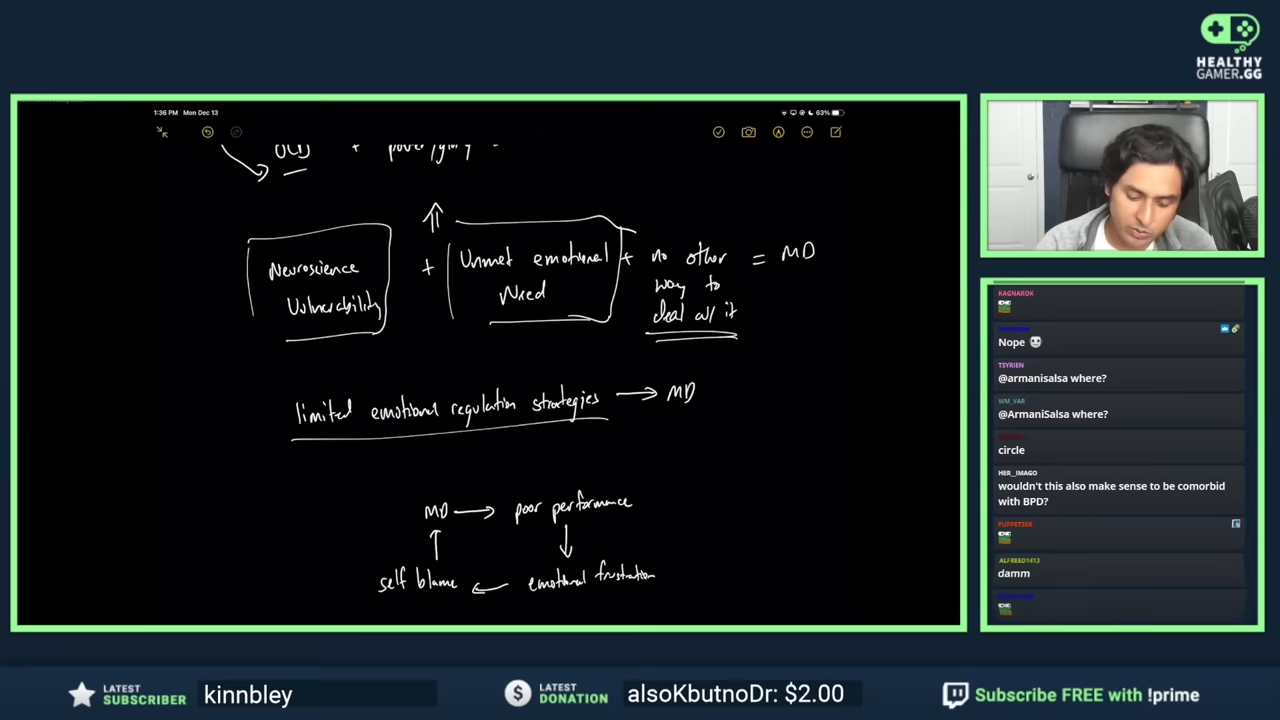 HEALTHY
GAMER.GG
1:36 PM Mon Dec 13
63%
OCD +
Neuroscience
Vulnerability
+
Unmet emotional
Need
+ no other
way to
deal w/ it
= MD
limited emotional regulation strategies → MD
MD → poor performance
self blame ← emotional frustration
KAGNAROK
Nope
TSYRIEN
@armanisalsa where?
WM_VAR
@ArmaniSalsa where?
circle
HER_IMAGO
wouldn't this also make sense to be comorbid
with BPD?
PUPPET3ER
ALFREED1413
damm
LATEST
SUBSCRIBER
kinnbley
$
LATEST
DONATION
alsoKbutnoDr: $2.00
Subscribe FREE with !prime